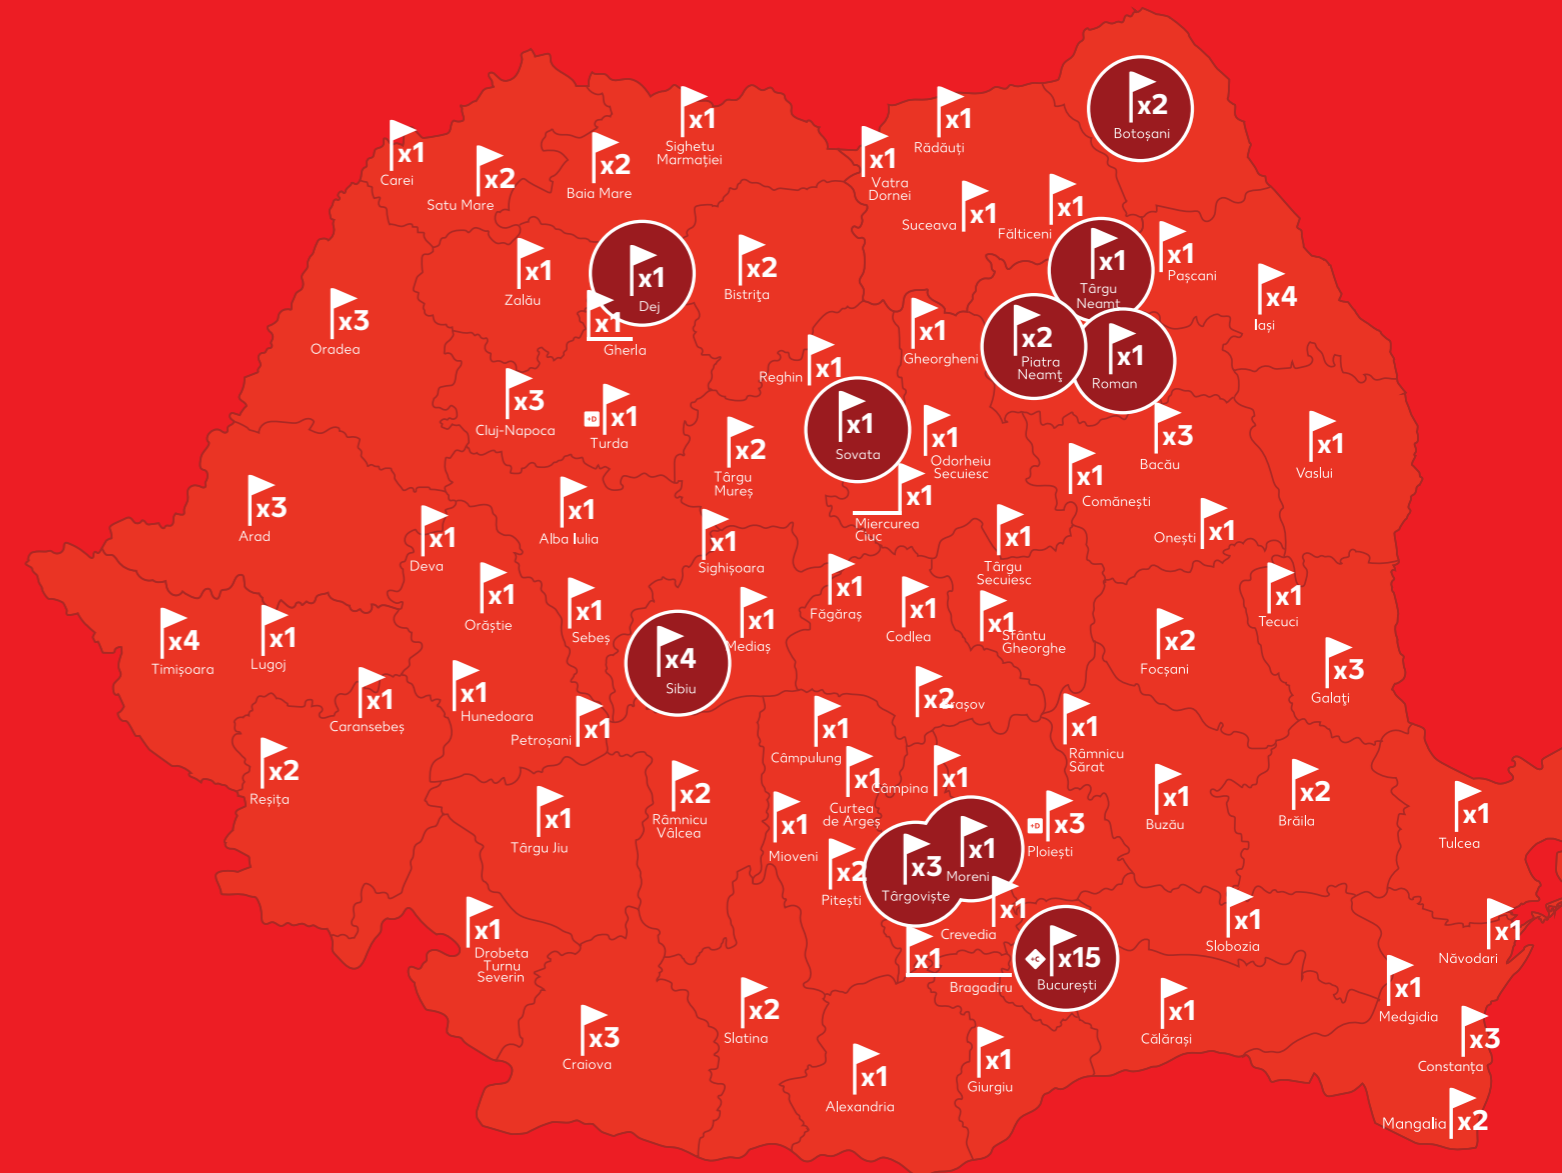 x2
Botoșani
x1
Sighetu
Marmației
x1
Rădăuți
x1
Carei
x2
Satu Mare
x2
Baia Mare
x1
Vatra
Dornei
x1
Suceava
x1
Fălticeni
x1
Zalău
x1
Dej
x1
Gherla
x2
Bistrița
x1
Târgu
Neamț
x1
Pașcani
x4
Iași
x3
Oradea
x1
Gheorgheni
x2
Piatra
Neamț
x1
Roman
x1
Reghin
x3
Cluj-Napoca
+D
x1
Turda
x1
Sovata
x1
Odorheiu
Secuiesc
x3
Bacău
x1
Vaslui
x2
Târgu
Mureș
x1
Comănești
x3
Arad
x1
Deva
x1
Alba Iulia
x1
Sighișoara
x1
Miercurea
Ciuc
x1
Târgu
Secuiesc
x1
Onești
x1
Orăștie
x1
Sebeș
x1
Mediaș
x1
Făgăraș
x1
Codlea
x1
Sfântu
Gheorghe
x1
Tecuci
x4
Timișoara
x1
Lugoj
x4
Sibiu
x2
Focșani
x3
Galați
x1
Caransebeș
x1
Hunedoara
x1
Petroșani
x1
Câmpulung
x2
Brașov
x1
Râmnicu
Sărat
x2
Reșița
x1
Târgu Jiu
x2
Râmnicu
Vâlcea
x1
Mioveni
x1
Curtea
de Argeș
x1
Câmpina
+D
x3
Ploiești
x1
Buzău
x2
Brăila
x1
Tulcea
x2
Pitești
x3
Târgoviște
x1
Moreni
x1
Crevedia
x1
Bragadiru
+C
x15
București
x1
Slobozia
x1
Năvodari
x1
Drobeta
Turnu
Severin
x1
Medgidia
x3
Craiova
x2
Slatina
x1
Călărași
x3
Constanța
x1
Alexandria
x1
Giurgiu
x2
Mangalia